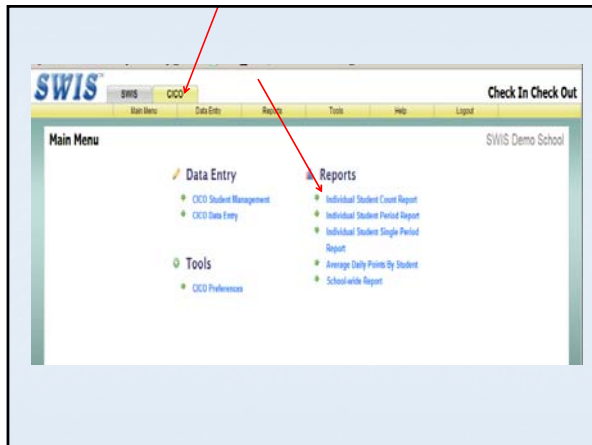 SWIS™ SWIS CICO Check In Check Out
Main Menu Data Entry Reports Tools Help Logout
Main Menu SWIS Demo School
Data Entry
CICO Student Management
CICO Data Entry
Tools
CICO Preferences
Reports
Individual Student Count Report
Individual Student Period Report
Individual Student Single Period
Report
Average Daily Points By Student
School-wide Report